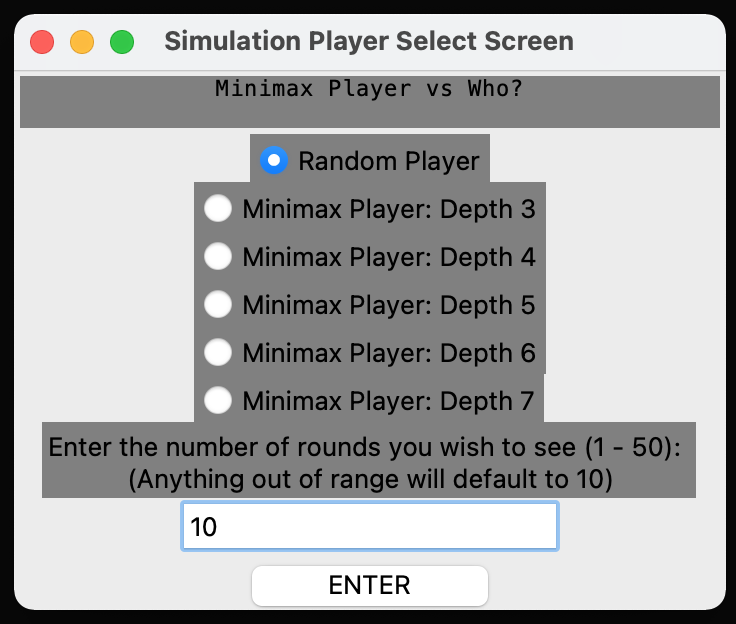 Simulation Player Select Screen
Minimax Player vs Who?
Random Player
Minimax Player: Depth 3
Minimax Player: Depth 4
Minimax Player: Depth 5
Minimax Player: Depth 6
Minimax Player: Depth 7
Enter the number of rounds you wish to see (1 - 50):
(Anything out of range will default to 10)
10
ENTER